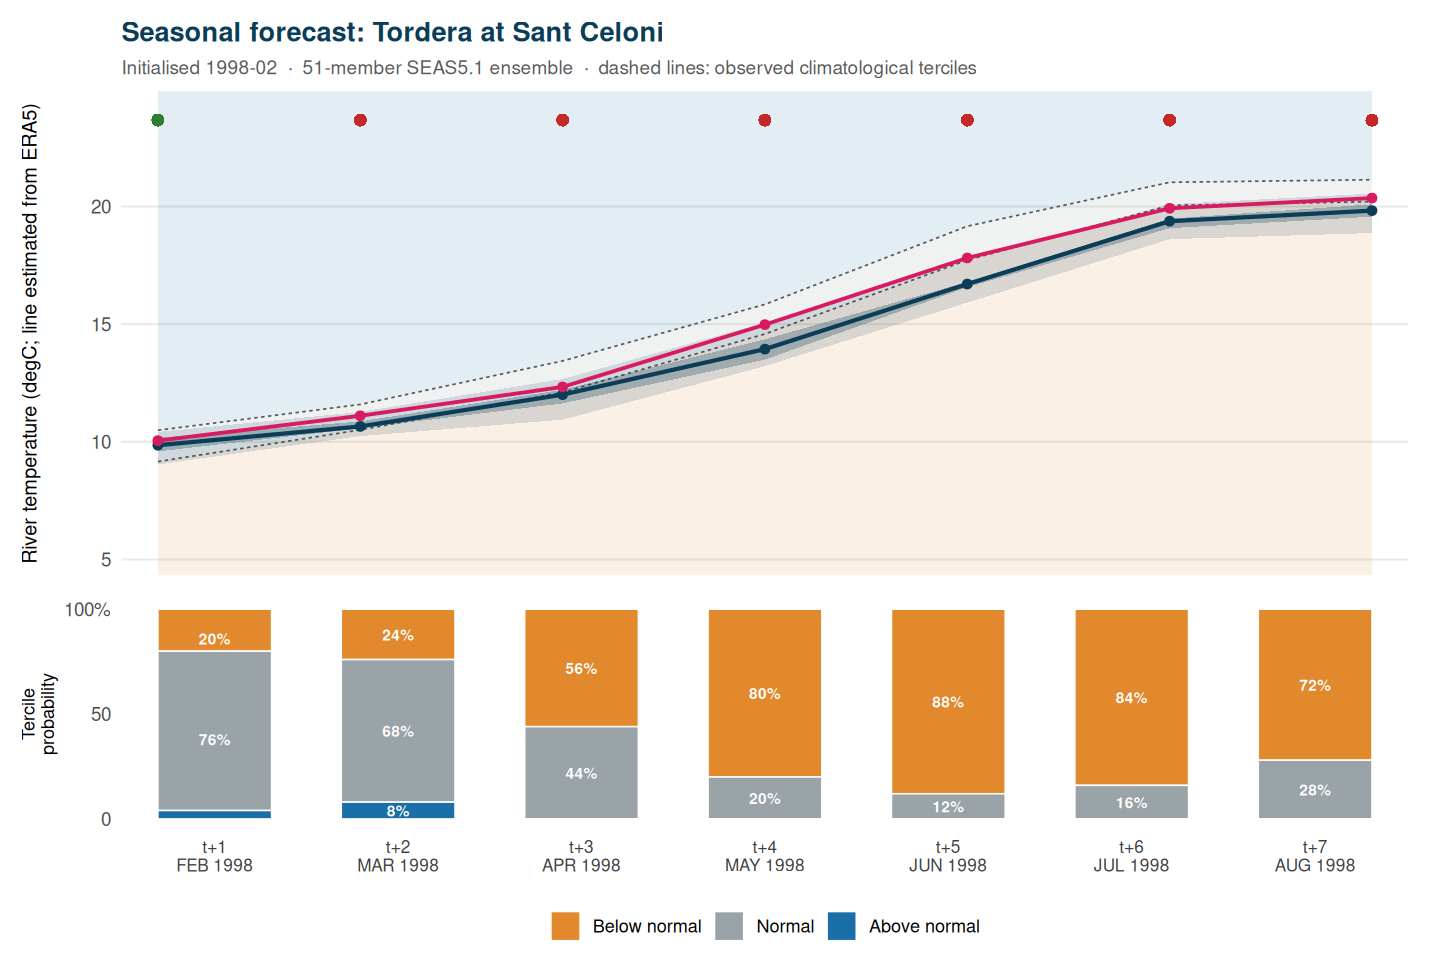 Seasonal forecast: Tordera at Sant Celoni
Initialised 1998-02 · 51-member SEAS5.1 ensemble · dashed lines: observed climatological terciles
River temperature (degC; line estimated from ERA5)
20
15
10
5
Tercile
probability
100%
50
0
20%
76%
24%
68%
8%
56%
44%
80%
20%
88%
12%
84%
16%
72%
28%
t+1
FEB 1998
t+2
MAR 1998
t+3
APR 1998
t+4
MAY 1998
t+5
JUN 1998
t+6
JUL 1998
t+7
AUG 1998
Below normal
Normal
Above normal